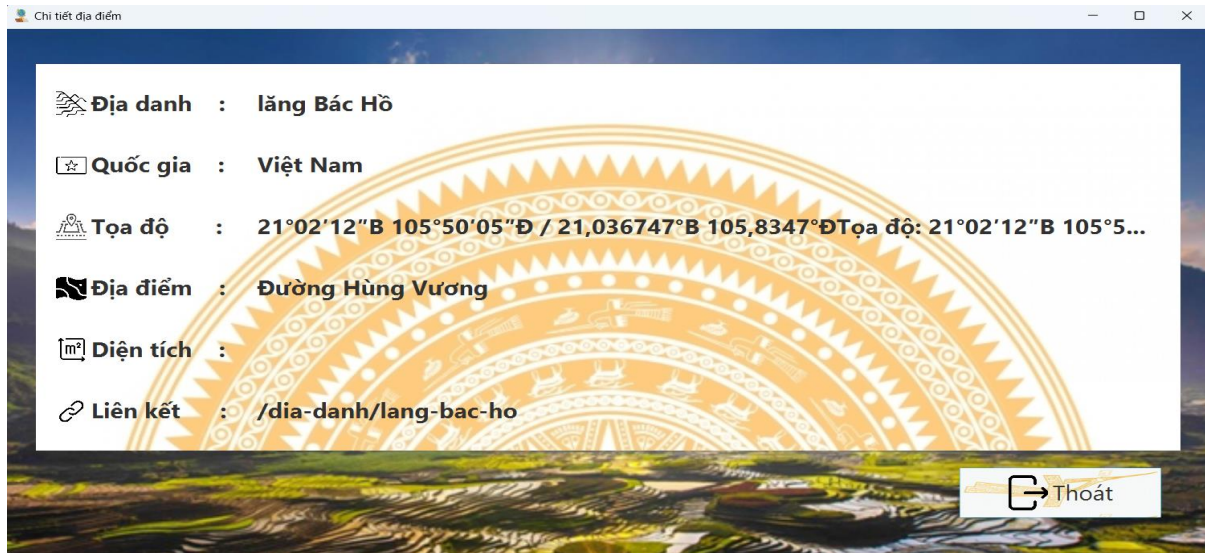 Chi tiết địa điểm
Địa danh : lăng Bác Hồ
Quốc gia : Việt Nam
Tọa độ : 21°02′12″B 105°50′05″Đ / 21,036747°B 105,8347°ĐTọa độ: 21°02′12″B 105°5...
Địa điểm : Đường Hùng Vương
m² Diện tích :
Liên kết : /dia-danh/lang-bac-ho
Thoát